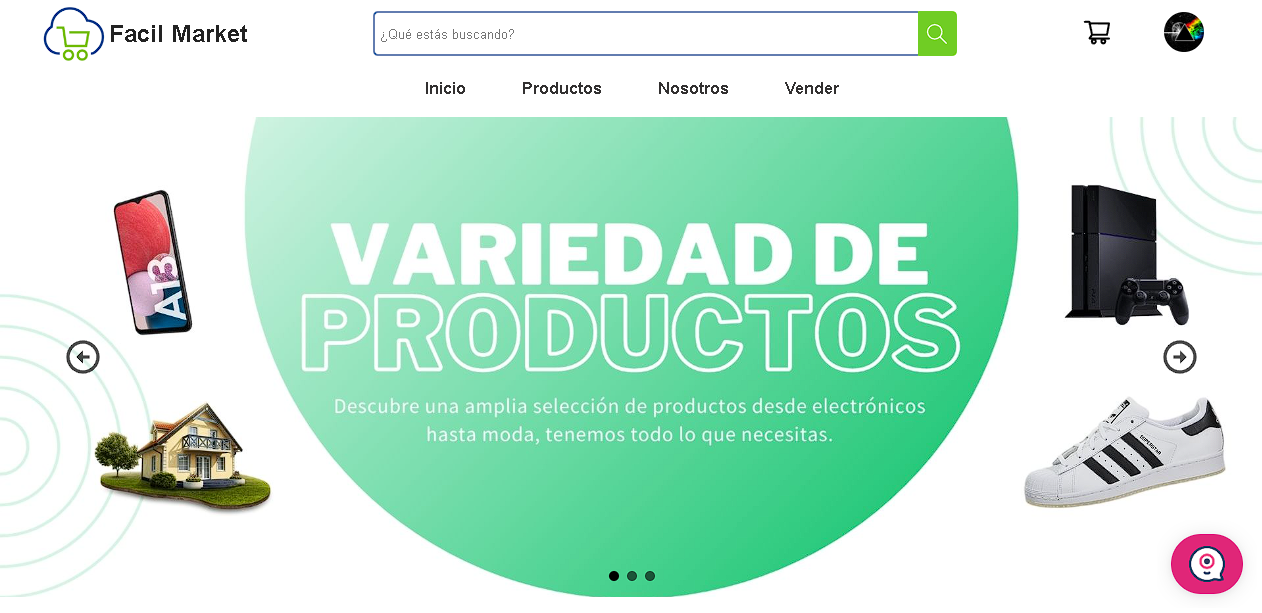 Facil Market
¿Qué estás buscando?
Inicio Productos Nosotros Vender
VARIEDAD DE
PRODUCTOS
Descubre una amplia selección de productos desde electrónicos
hasta moda, tenemos todo lo que necesitas.
A13
SUPERSTAR